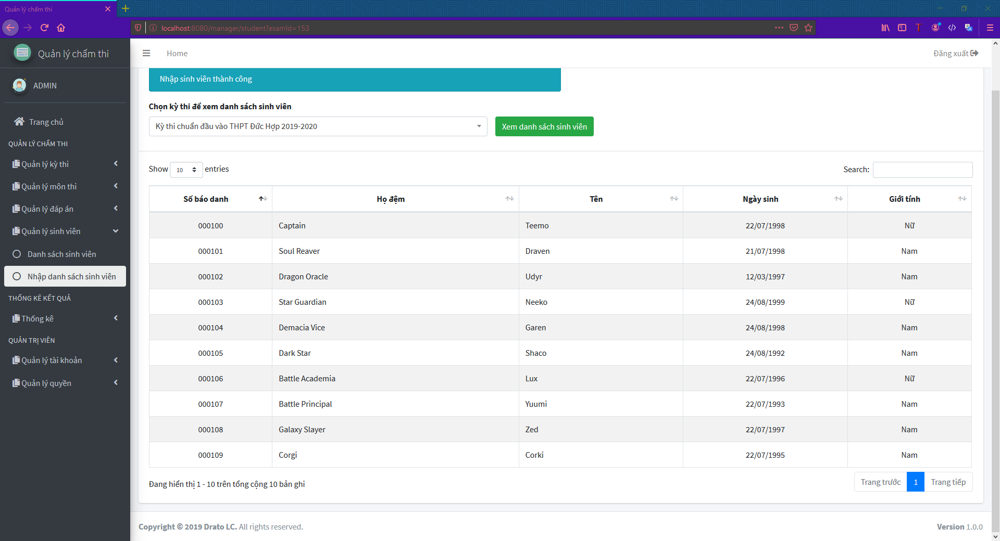 Quản lý chấm thi
localhost:8080/manager/student?examId=153
Quản lý chấm thi
Home
Đăng xuất
ADMIN
Nhập sinh viên thành công
Chọn kỳ thi để xem danh sách sinh viên
Kỳ thi chuẩn đầu vào THPT Đức Hợp 2019-2020
Xem danh sách sinh viên
Trang chủ
QUẢN LÝ CHẤM THI
Quản lý kỳ thi
Quản lý môn thi
Quản lý đáp án
Quản lý sinh viên
Danh sách sinh viên
Nhập danh sách sinh viên
THỐNG KÊ KẾT QUẢ
Thống kê
QUẢN TRỊ VIÊN
Quản lý tài khoản
Quản lý quyền
Show 10 entries
Search:
Số báo danh Họ đệm Tên Ngày sinh Giới tính
000100 Captain Teemo 22/07/1998 Nữ
000101 Soul Reaver Draven 21/07/1998 Nam
000102 Dragon Oracle Udyr 12/03/1997 Nam
000103 Star Guardian Neeko 24/08/1999 Nữ
000104 Demacia Vice Garen 24/08/1998 Nam
000105 Dark Star Shaco 24/08/1992 Nam
000106 Battle Academia Lux 22/07/1996 Nữ
000107 Battle Principal Yuumi 22/07/1993 Nam
000108 Galaxy Slayer Zed 22/07/1997 Nam
000109 Corgi Corki 22/07/1995 Nam
Đang hiển thị 1 - 10 trên tổng cộng 10 bản ghi
Trang trước 1 Trang tiếp
Copyright © 2019 Drato LC. All rights reserved.
Version 1.0.0